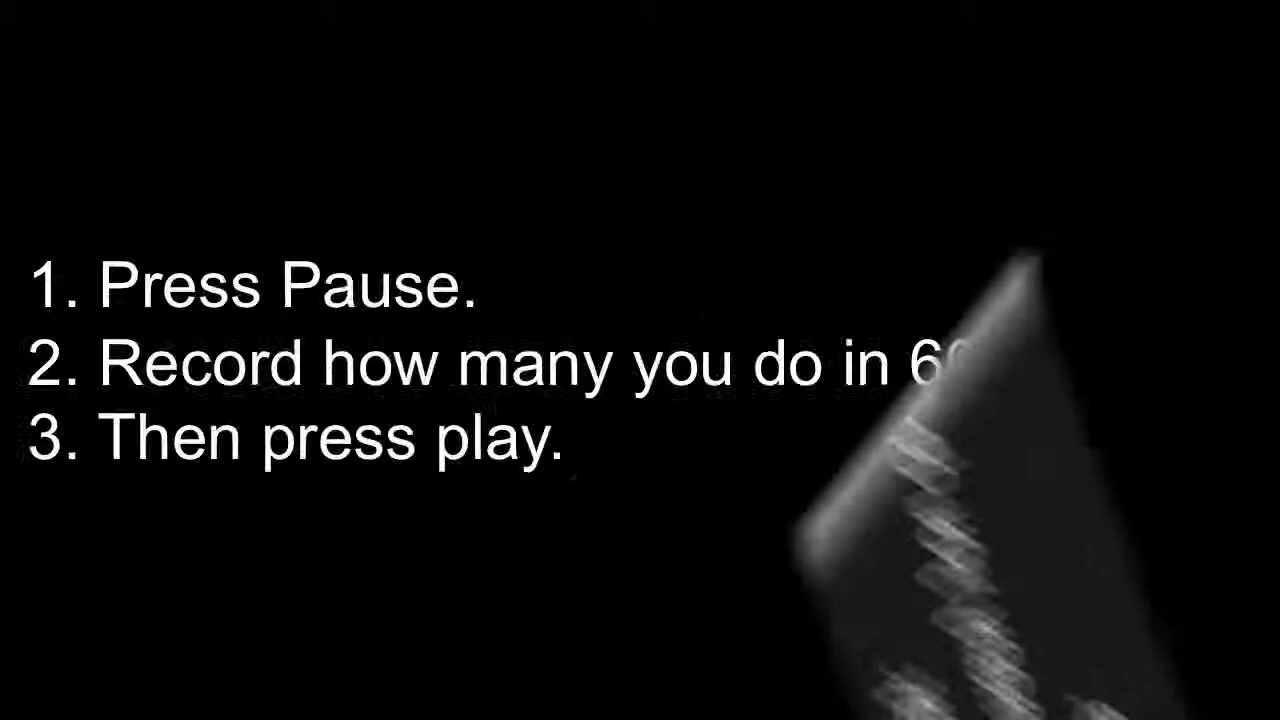 1. Press Pause.
2. Record how many you do in
3. Then press play.